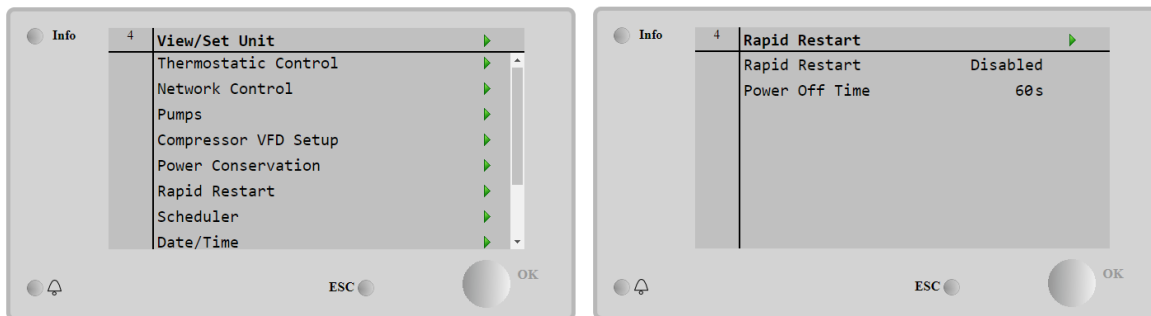 Info
4
View/Set Unit
Thermostatic Control
Network Control
Pumps
Compressor VFD Setup
Power Conservation
Rapid Restart
Scheduler
Date/Time
ESC
OK
Info
4
Rapid Restart
Rapid Restart Disabled
Power Off Time 60s
ESC
OK